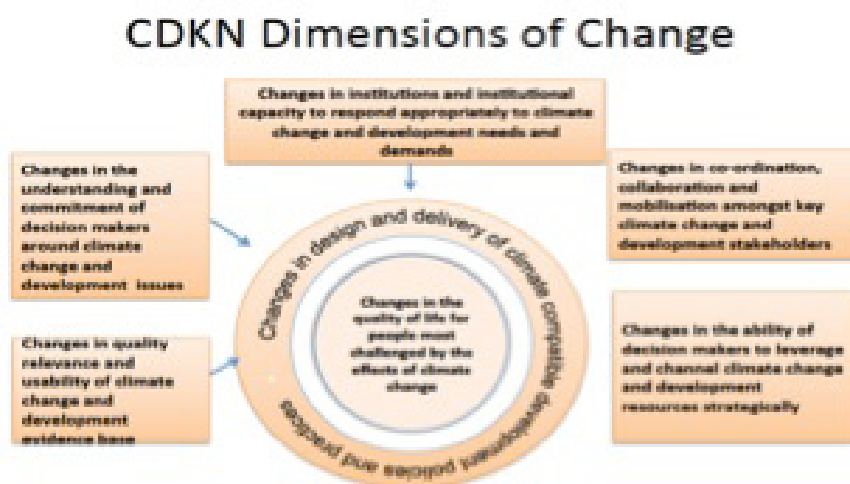 CDKN Dimensions of Change
Changes in institutions and institutional
capacity to respond appropriately to climate
change and development needs and
demands
Changes in the
understanding and
commitment of
decision makers
around climate
change and
development issues
Changes in co-ordination,
collaboration and
mobilisation amongst key
climate change and
development stakeholders
Changes in quality
relevance and
usability of climate
change and
development
evidence base
Changes in the ability of
decision makers to leverage
and channel climate change
and development
resources strategically
Changes in design and delivery of climate compatible development policies and practices
Changes in the
quality of life for
people most
challenged by the
effects of climate
change